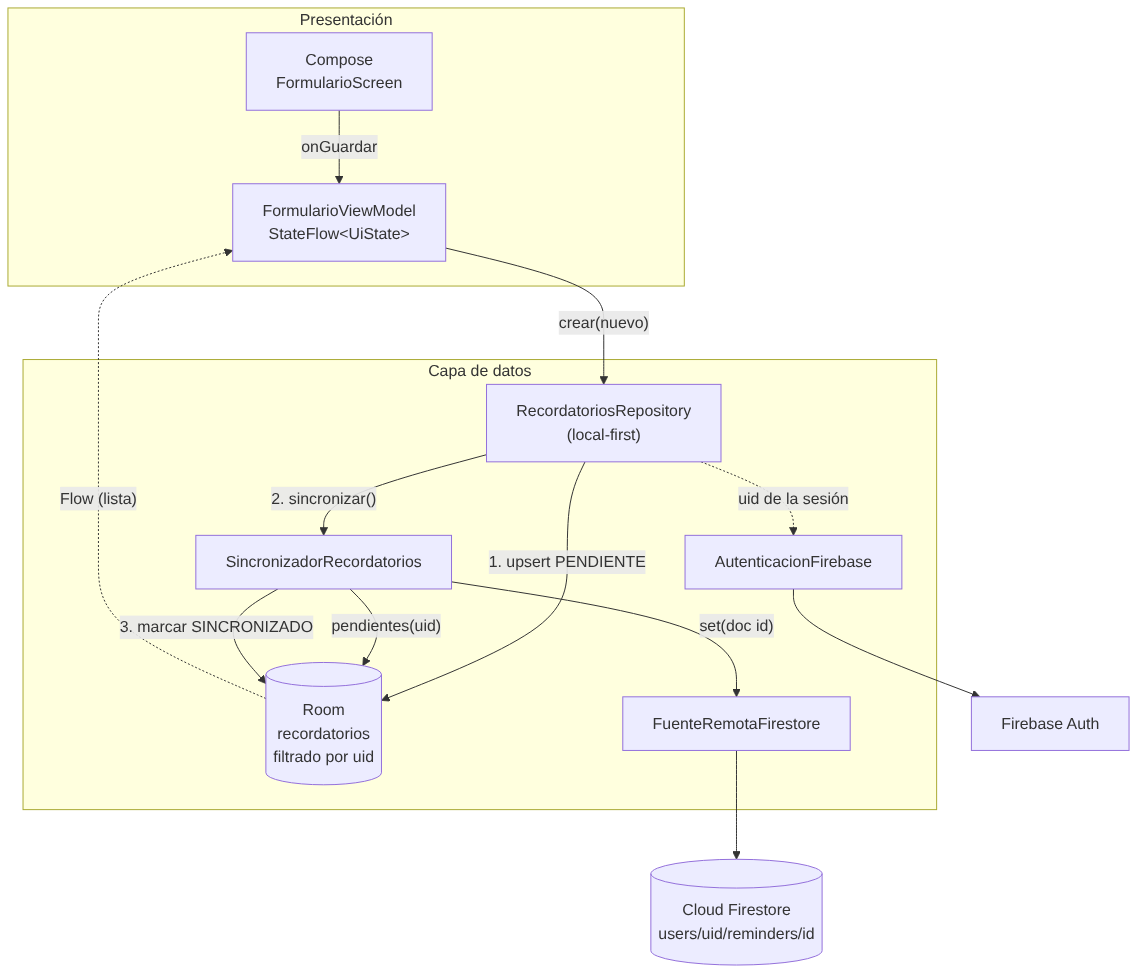 Presentación
Compose
FormularioScreen
onGuardar
FormularioViewModel
StateFlow<UiState>
crear(nuevo)
Capa de datos
RecordatoriosRepository
(local-first)
Flow (lista)
2. sincronizar()
uid de la sesión
SincronizadorRecordatorios
1. upsert PENDIENTE
AutenticacionFirebase
3. marcar SINCRONIZADO
pendientes(uid)
set(doc id)
Room
recordatorios
filtrado por uid
FuenteRemotaFirestore
Firebase Auth
Cloud Firestore
users/uid/reminders/id